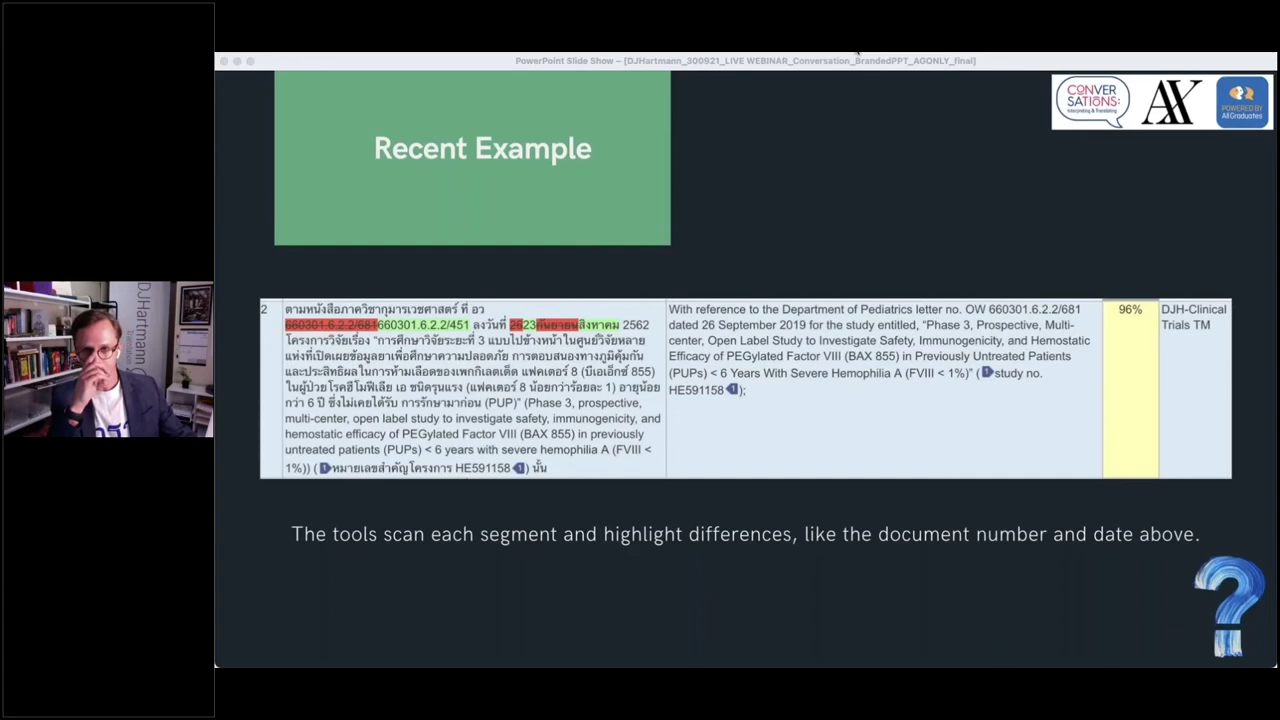 PowerPoint Slide Show – [DJHartmann_300921_LIVE WEBINAR_Conversation_BrandedPPT_AGONLY_final]
CONVERSATIONS:
Interpreting & Translating
AX
POWERED BY
AllGraduates
Recent Example
2
ตามหนังสือภาควิชากุมารเวชศาสตร์ ที่ อว
660301.6.2.2/681660301.6.2.2/451 ลงวันที่ 2623กันยายนสิงหาคม 2562
โครงการวิจัยเรื่อง "การศึกษาวิจัยระยะที่ 3 แบบไปข้างหน้าในศูนย์วิจัยหลาย
แห่งที่เปิดเผยข้อมูลยาเพื่อศึกษาความปลอดภัย การตอบสนองทางภูมิคุ้มกัน
และประสิทธิผลในการห้ามเลือดของเพกกิเลตเต็ด แฟคเตอร์ 8 (บีเอเอ็กซ์ 855)
ในผู้ป่วยโรคฮีโมฟีเลีย เอ ชนิดรุนแรง (แฟคเตอร์ 8 น้อยกว่าร้อยละ 1) อายุน้อย
กว่า 6 ปี ซึ่งไม่เคยได้รับ การรักษามาก่อน (PUP)" (Phase 3, prospective,
multi-center, open label study to investigate safety, immunogenicity, and
hemostatic efficacy of PEGylated Factor VIII (BAX 855) in previously
untreated patients (PUPs) < 6 years with severe hemophilia A (FVIII <
1%)) (1หมายเลขสำคัญโครงการ HE5911581) นั้น
With reference to the Department of Pediatrics letter no. OW 660301.6.2.2/681
dated 26 September 2019 for the study entitled, "Phase 3, Prospective, Multi-
center, Open Label Study to Investigate Safety, Immunogenicity, and Hemostatic
Efficacy of PEGylated Factor VIII (BAX 855) in Previously Untreated Patients
(PUPs) < 6 Years With Severe Hemophilia A (FVIII < 1%)" (1study no.
HE5911581);
96%
DJH-Clinical
Trials TM
The tools scan each segment and highlight differences, like the document number and date above.
?
DJHartmann